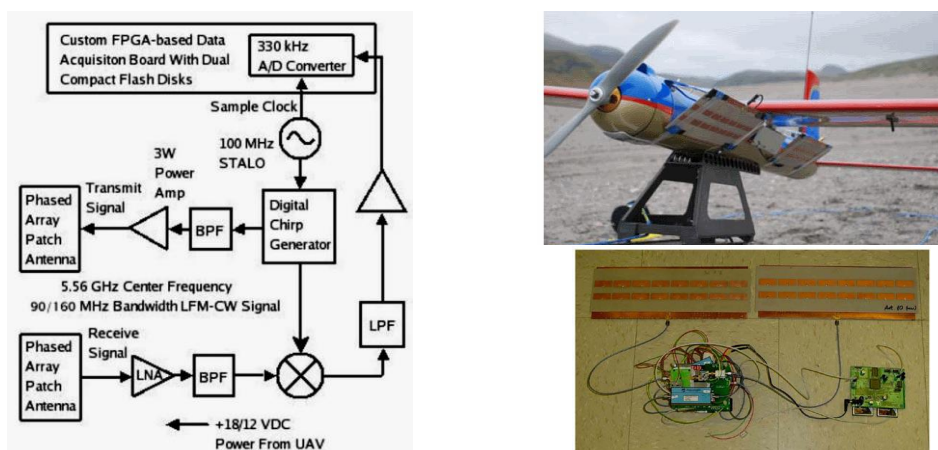 Custom FPGA-based Data
Acquisiton Board With Dual
Compact Flash Disks
330 kHz
A/D Converter
Sample Clock
100 MHz
STALO
3W
Power
Amp
Transmit
Signal
Phased
Array
Patch
Antenna
BPF
Digital
Chirp
Generator
5.56 GHz Center Frequency
90/160 MHz Bandwidth LFM-CW Signal
LPF
Receive
Signal
Phased
Array
Patch
Antenna
LNA
BPF
+18/12 VDC
Power From UAV